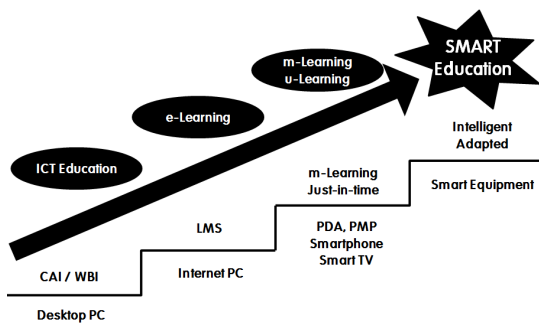 SMART
Education
m-Learning
u-Learning
e-Learning
ICT Education
Intelligent
Adapted
m-Learning
Just-in-time
Smart Equipment
LMS
PDA, PMP
Smartphone
Smart TV
CAI / WBI
Internet PC
Desktop PC